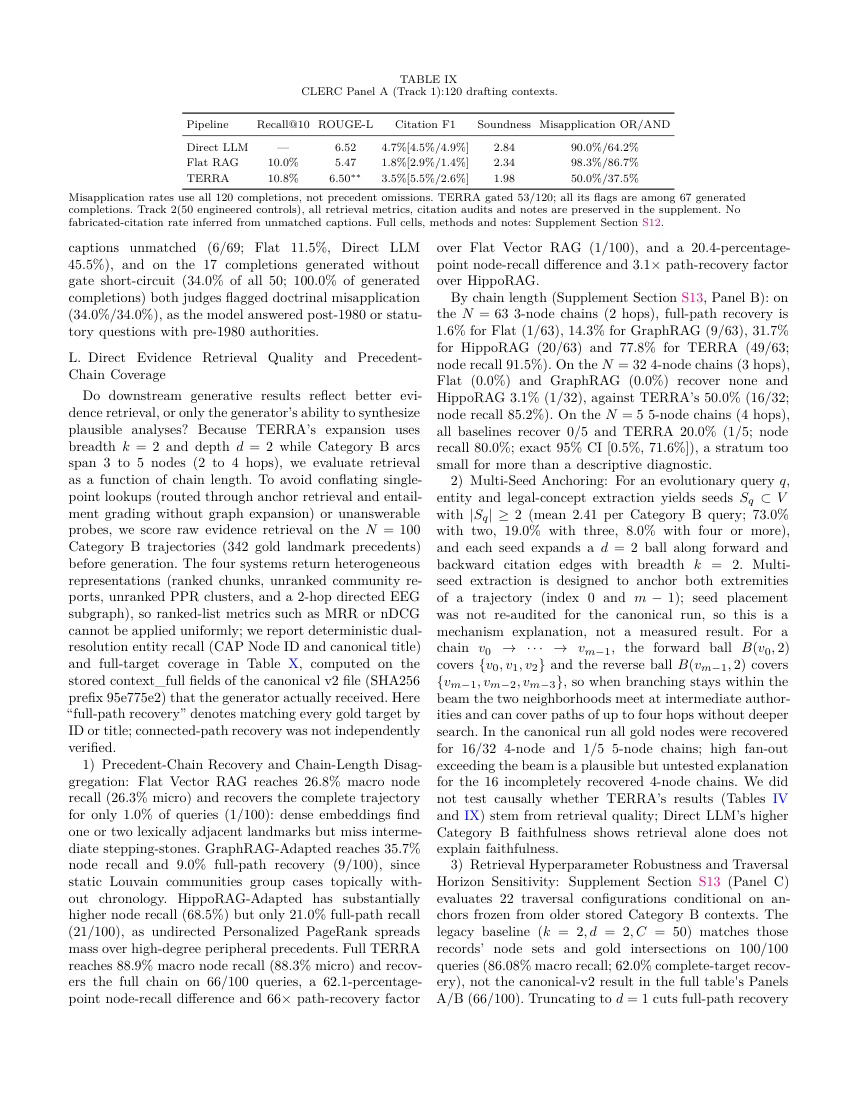 TABLE IX
CLERC Panel A (Track 1):120 drafting contexts.
Pipeline Recall@10 ROUGE-L Citation F1 Soundness Misapplication OR/AND
Direct LLM — 6.52 4.7%[4.5%/4.9%] 2.84 90.0%/64.2%
Flat RAG 10.0% 5.47 1.8%[2.9%/1.4%] 2.34 98.3%/86.7%
TERRA 10.8% 6.50** 3.5%[5.5%/2.6%] 1.98 50.0%/37.5%
Misapplication rates use all 120 completions, not precedent omissions. TERRA gated 53/120; all its flags are among 67 generated
completions. Track 2(50 engineered controls), all retrieval metrics, citation audits and notes are preserved in the supplement. No
fabricated-citation rate inferred from unmatched captions. Full cells, methods and notes: Supplement Section S12.
captions unmatched (6/69; Flat 11.5%, Direct LLM
45.5%), and on the 17 completions generated without
gate short-circuit (34.0% of all 50; 100.0% of generated
completions) both judges flagged doctrinal misapplication
(34.0%/34.0%), as the model answered post-1980 or statu-
tory questions with pre-1980 authorities.
L. Direct Evidence Retrieval Quality and Precedent-
Chain Coverage
Do downstream generative results reflect better evi-
dence retrieval, or only the generator's ability to synthesize
plausible analyses? Because TERRA's expansion uses
breadth k = 2 and depth d = 2 while Category B arcs
span 3 to 5 nodes (2 to 4 hops), we evaluate retrieval
as a function of chain length. To avoid conflating single-
point lookups (routed through anchor retrieval and entail-
ment grading without graph expansion) or unanswerable
probes, we score raw evidence retrieval on the N = 100
Category B trajectories (342 gold landmark precedents)
before generation. The four systems return heterogeneous
representations (ranked chunks, unranked community re-
ports, unranked PPR clusters, and a 2-hop directed EEG
subgraph), so ranked-list metrics such as MRR or nDCG
cannot be applied uniformly; we report deterministic dual-
resolution entity recall (CAP Node ID and canonical title)
and full-target coverage in Table X, computed on the
stored context_full fields of the canonical v2 file (SHA256
prefix 95e775e2) that the generator actually received. Here
“full-path recovery” denotes matching every gold target by
ID or title; connected-path recovery was not independently
verified.
1) Precedent-Chain Recovery and Chain-Length Disag-
gregation: Flat Vector RAG reaches 26.8% macro node
recall (26.3% micro) and recovers the complete trajectory
for only 1.0% of queries (1/100): dense embeddings find
one or two lexically adjacent landmarks but miss interme-
diate stepping-stones. GraphRAG-Adapted reaches 35.7%
node recall and 9.0% full-path recovery (9/100), since
static Louvain communities group cases topically with-
out chronology. HippoRAG-Adapted has substantially
higher node recall (68.5%) but only 21.0% full-path recall
(21/100), as undirected Personalized PageRank spreads
mass over high-degree peripheral precedents. Full TERRA
reaches 88.9% macro node recall (88.3% micro) and recov-
ers the full chain on 66/100 queries, a 62.1-percentage-
point node-recall difference and 66× path-recovery factor
over Flat Vector RAG (1/100), and a 20.4-percentage-
point node-recall difference and 3.1× path-recovery factor
over HippoRAG.
By chain length (Supplement Section S13, Panel B): on
the N = 63 3-node chains (2 hops), full-path recovery is
1.6% for Flat (1/63), 14.3% for GraphRAG (9/63), 31.7%
for HippoRAG (20/63) and 77.8% for TERRA (49/63;
node recall 91.5%). On the N = 32 4-node chains (3 hops),
Flat (0.0%) and GraphRAG (0.0%) recover none and
HippoRAG 3.1% (1/32), against TERRA's 50.0% (16/32;
node recall 85.2%). On the N = 5 5-node chains (4 hops),
all baselines recover 0/5 and TERRA 20.0% (1/5; node
recall 80.0%; exact 95% CI [0.5%, 71.6%]), a stratum too
small for more than a descriptive diagnostic.
2) Multi-Seed Anchoring: For an evolutionary query q,
entity and legal-concept extraction yields seeds S_q ⊂ V
with |S_q| ≥ 2 (mean 2.41 per Category B query; 73.0%
with two, 19.0% with three, 8.0% with four or more),
and each seed expands a d = 2 ball along forward and
backward citation edges with breadth k = 2. Multi-
seed extraction is designed to anchor both extremities
of a trajectory (index 0 and m − 1); seed placement
was not re-audited for the canonical run, so this is a
mechanism explanation, not a measured result. For a
chain v₀ → ⋯ → v_{m−1}, the forward ball B(v₀, 2)
covers {v₀, v₁, v₂} and the reverse ball B(v_{m−1}, 2) covers
{v_{m−1}, v_{m−2}, v_{m−3}}, so when branching stays within the
beam the two neighborhoods meet at intermediate author-
ities and can cover paths of up to four hops without deeper
search. In the canonical run all gold nodes were recovered
for 16/32 4-node and 1/5 5-node chains; high fan-out
exceeding the beam is a plausible but untested explanation
for the 16 incompletely recovered 4-node chains. We did
not test causally whether TERRA's results (Tables IV
and IX) stem from retrieval quality; Direct LLM's higher
Category B faithfulness shows retrieval alone does not
explain faithfulness.
3) Retrieval Hyperparameter Robustness and Traversal
Horizon Sensitivity: Supplement Section S13 (Panel C)
evaluates 22 traversal configurations conditional on an-
chors frozen from older stored Category B contexts. The
legacy baseline (k = 2, d = 2, C = 50) matches those
records' node sets and gold intersections on 100/100
queries (86.08% macro recall; 62.0% complete-target recov-
ery), not the canonical-v2 result in the full table's Panels
A/B (66/100). Truncating to d = 1 cuts full-path recovery